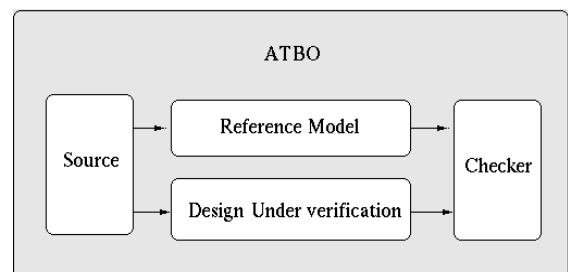 ATBO
Reference Model
Source
Checker
Design Under verification